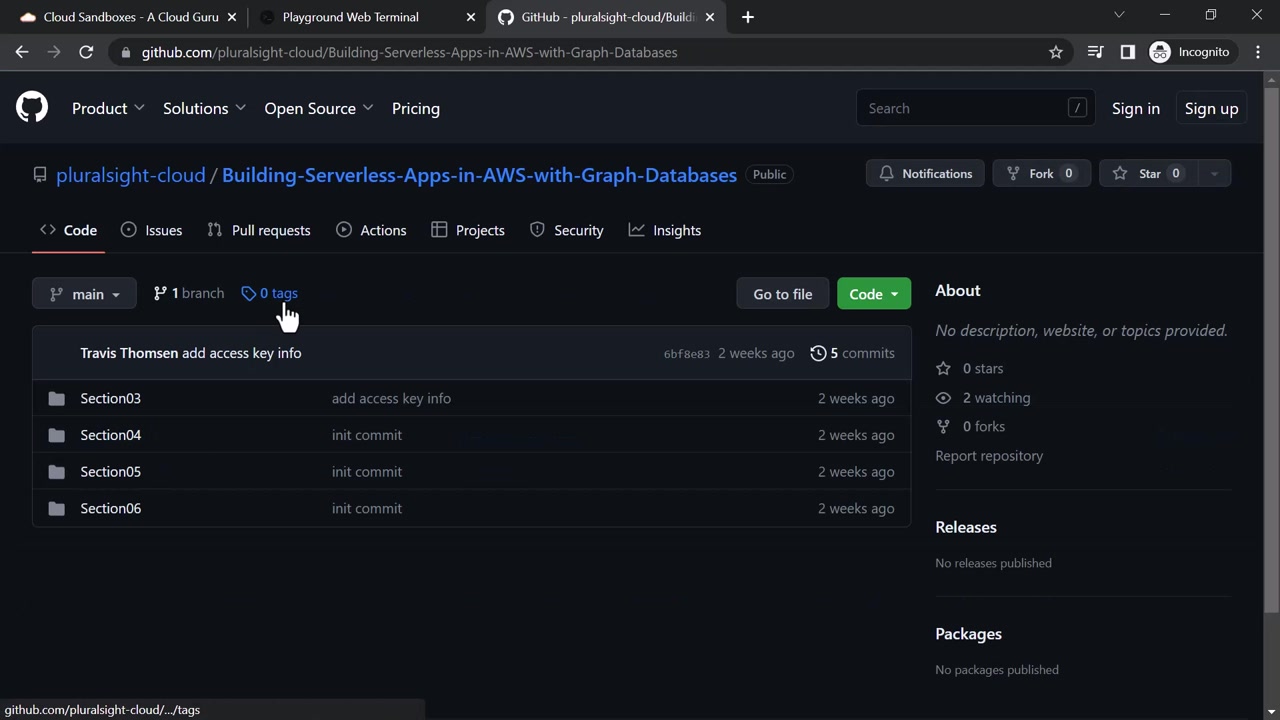 Cloud Sandboxes - A Cloud Guru
Playground Web Terminal
GitHub - pluralsight-cloud/Buildi
github.com/pluralsight-cloud/Building-Serverless-Apps-in-AWS-with-Graph-Databases
Incognito
Product Solutions Open Source Pricing
Search /
Sign in Sign up
pluralsight-cloud / Building-Serverless-Apps-in-AWS-with-Graph-Databases Public
Notifications Fork 0 Star 0
<> Code Issues Pull requests Actions Projects Security Insights
main 1 branch 0 tags Go to file Code
About
No description, website, or topics provided.
Travis Thomsen add access key info 6bf8e83 2 weeks ago 5 commits
0 stars
Section03 add access key info 2 weeks ago
2 watching
0 forks
Section04 init commit 2 weeks ago
Report repository
Section05 init commit 2 weeks ago
Section06 init commit 2 weeks ago
Releases
No releases published
Packages
No packages published
github.com/pluralsight-cloud/.../tags